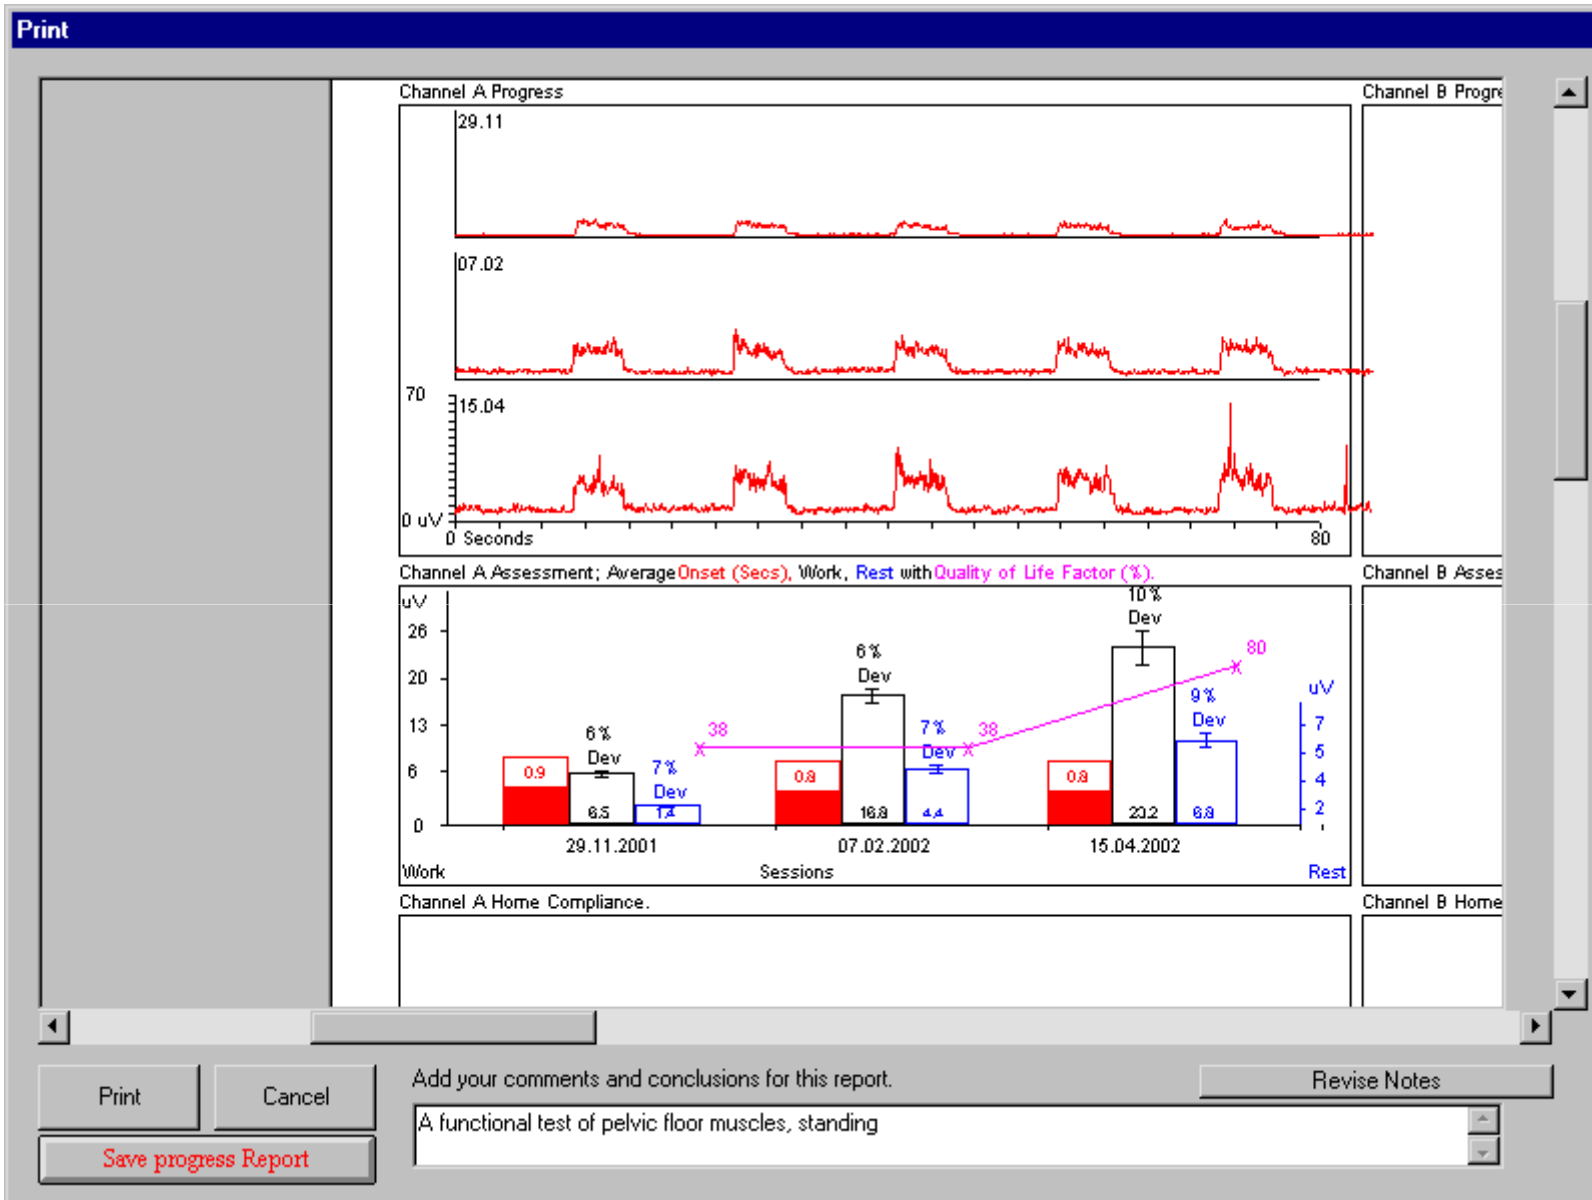 Print
Channel A Progress
Channel B Progre
29.11
07.02
70
15.04
0 uV
0 Seconds
80
Channel A Assessment; Average Onset (Secs), Work, Rest with Quality of Life Factor (%).
Channel B Asses
uV
26
20
13
6
0
0.9
6% Dev
6.5
7% Dev
1.4
38
0.8
6% Dev
16.8
7% Dev
4.4
38
0.8
10% Dev
23.2
9% Dev
6.8
80
uV
7
5
4
2
29.11.2001
07.02.2002
15.04.2002
Work
Sessions
Rest
Channel A Home Compliance.
Channel B Home
Print
Cancel
Save progress Report
Add your comments and conclusions for this report.
Revise Notes
A functional test of pelvic floor muscles, standing